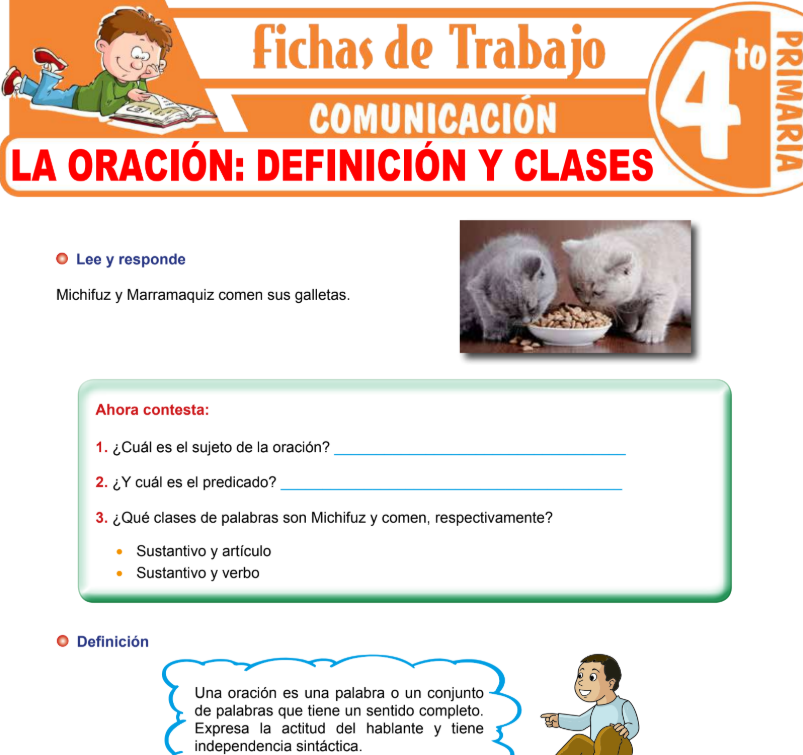 Fichas de Trabajo
COMUNICACIÓN
4to
PRIMARIA
LA ORACIÓN: DEFINICIÓN Y CLASES
Lee y responde
Michifuz y Marramaquiz comen sus galletas.
Ahora contesta:
1. ¿Cuál es el sujeto de la oración?
2. ¿Y cuál es el predicado?
3. ¿Qué clases de palabras son Michifuz y comen, respectivamente?
• Sustantivo y artículo
• Sustantivo y verbo
Definición
Una oración es una palabra o un conjunto
de palabras que tiene un sentido completo.
Expresa la actitud del hablante y tiene
independencia sintáctica.